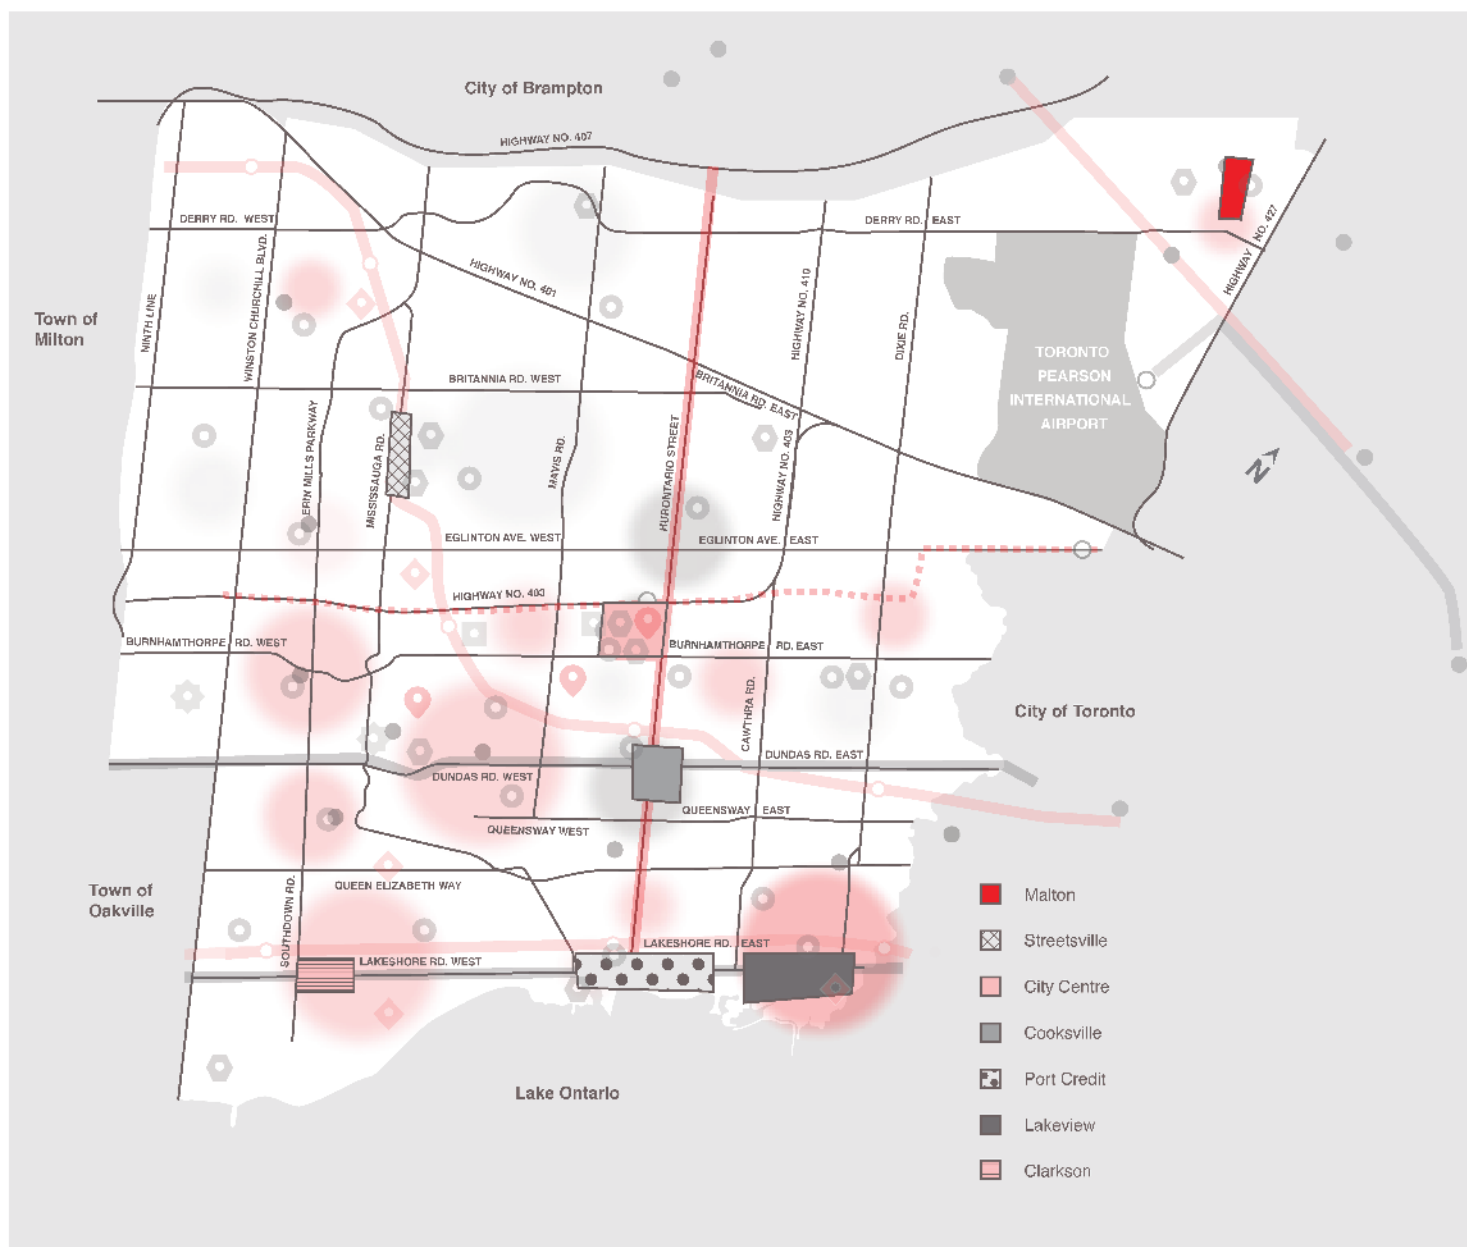 City of Brampton
HIGHWAY NO. 407
DERRY RD. WEST
DERRY RD. EAST
HIGHWAY NO. 427
WINSTON CHURCHILL BLVD.
HIGHWAY NO. 401
HIGHWAY NO. 410
Town of
Milton
NINTH LINE
DIXIE RD.
TORONTO
PEARSON
INTERNATIONAL
AIRPORT
BRITANNIA RD. WEST
BRITANNIA RD. EAST
ERIN MILLS PARKWAY
MISSISSAUGA RD.
MAVIS RD.
HURONTARIO STREET
HIGHWAY NO. 403
N
EGLINTON AVE. WEST
EGLINTON AVE. EAST
HIGHWAY NO. 403
BURNHAMTHORPE RD. WEST
BURNHAMTHORPE RD. EAST
CAWTHRA RD.
City of Toronto
DUNDAS RD. WEST
DUNDAS RD. EAST
QUEENSWAY EAST
QUEENSWAY WEST
Town of
Oakville
QUEEN ELIZABETH WAY
SOUTHDOWN RD.
LAKESHORE RD. EAST
LAKESHORE RD. WEST
Lake Ontario
Malton
Streetsville
City Centre
Cooksville
Port Credit
Lakeview
Clarkson